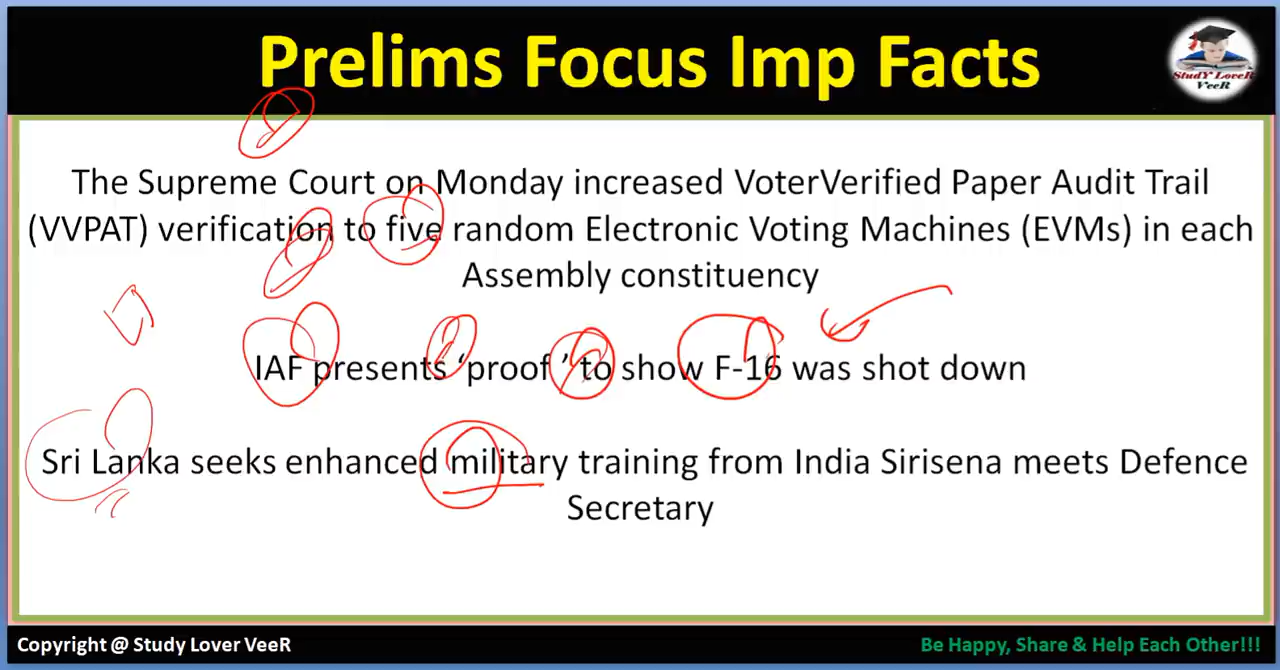 Prelims Focus Imp Facts
StudY LoveR
VeeR
The Supreme Court on Monday increased VoterVerified Paper Audit Trail
(VVPAT) verification to five random Electronic Voting Machines (EVMs) in each
Assembly constituency
IAF presents ‘proof ’ to show F-16 was shot down
Sri Lanka seeks enhanced military training from India Sirisena meets Defence
Secretary
Copyright @ Study Lover VeeR
Be Happy, Share & Help Each Other!!!